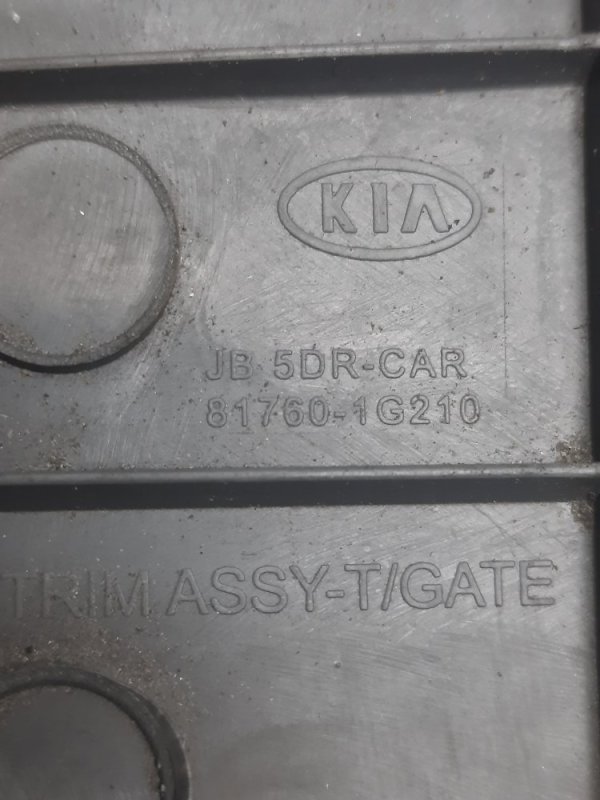 KIA
JB 5DR-CAR
81760-1G210
TRIM ASSY-T/GATE